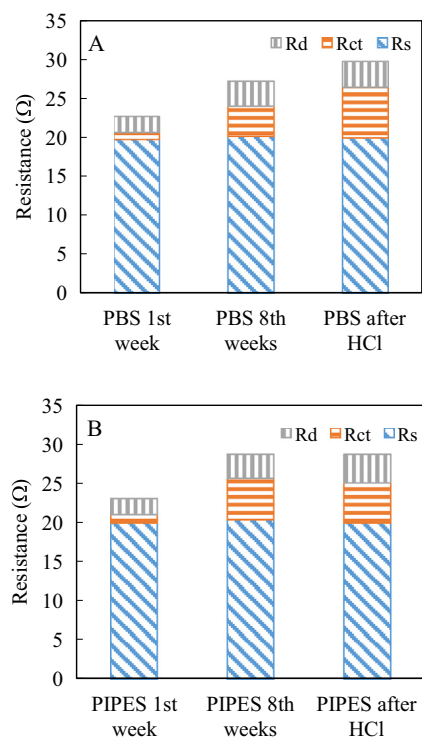 A
Rd Rct Rs
35
30
25
20
15
10
5
0
Resistance (Ω)
PBS 1st week
PBS 8th weeks
PBS after HCl
B
Rd Rct Rs
35
30
25
20
15
10
5
0
Resistance (Ω)
PIPES 1st week
PIPES 8th weeks
PIPES after HCl